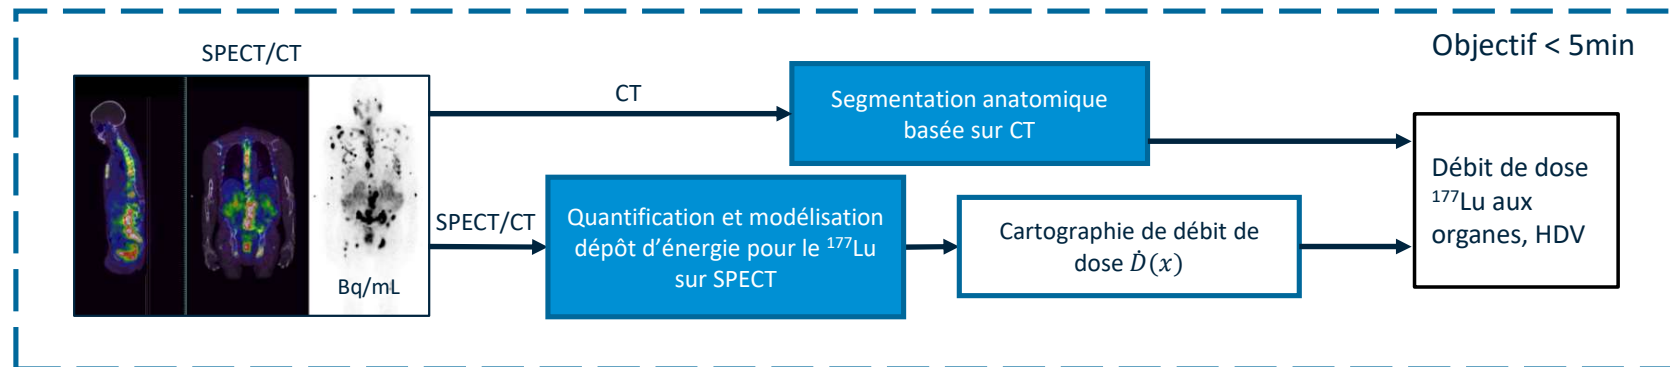 SPECT/CT
Objectif < 5min
CT
Segmentation anatomique
basée sur CT
SPECT/CT
Quantification et modélisation
dépôt d’énergie pour le ¹⁷⁷Lu
sur SPECT
Bq/mL
Cartographie de débit de
dose Ḋ(x)
Débit de dose
¹⁷⁷Lu aux
organes, HDV